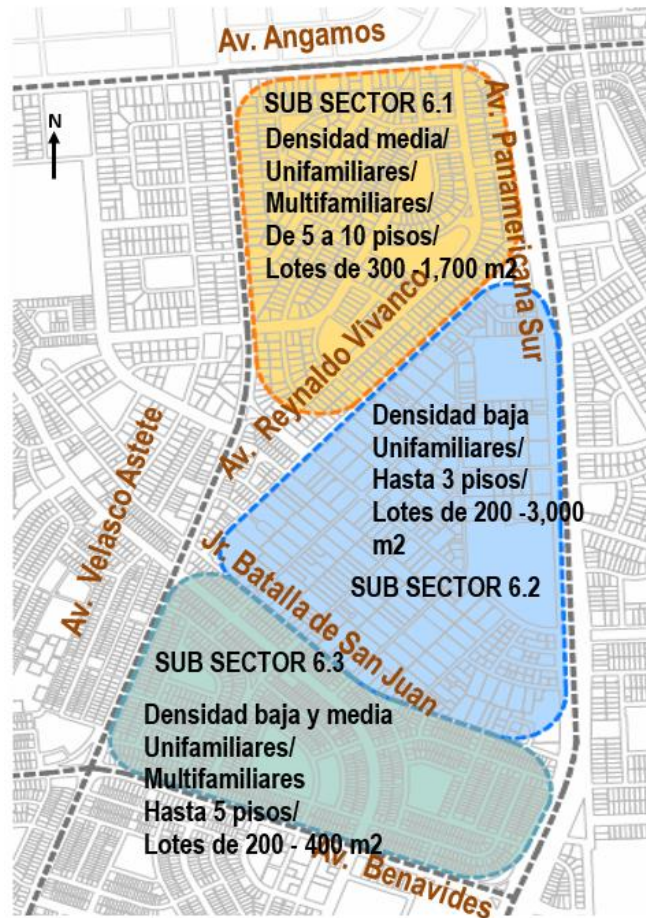 Av. Angamos
N
SUB SECTOR 6.1
Densidad media/
Unifamiliares/
Multifamiliares/
De 5 a 10 pisos/
Lotes de 300 -1,700 m2
Av. Panamericana Sur
Av. Reynaldo Vivanco
Densidad baja
Unifamiliares/
Hasta 3 pisos/
Lotes de 200 -3,000
m2
SUB SECTOR 6.2
Av. Velasco Astete
Jr. Batalla de San Juan
SUB SECTOR 6.3
Densidad baja y media
Unifamiliares/
Multifamiliares
Hasta 5 pisos/
Lotes de 200 - 400 m2
Av. Benavides